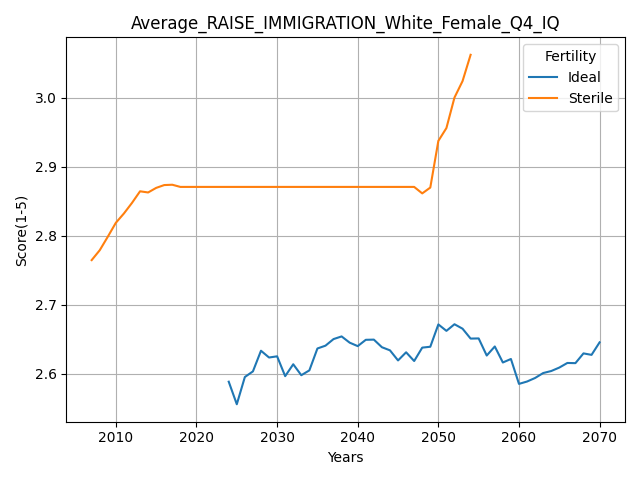 Average_RAISE_IMMIGRATION_White_Female_Q4_IQ
Fertility
Ideal
Sterile
Score(1-5)
3.0
2.9
2.8
2.7
2.6
2010 2020 2030 2040 2050 2060 2070
Years